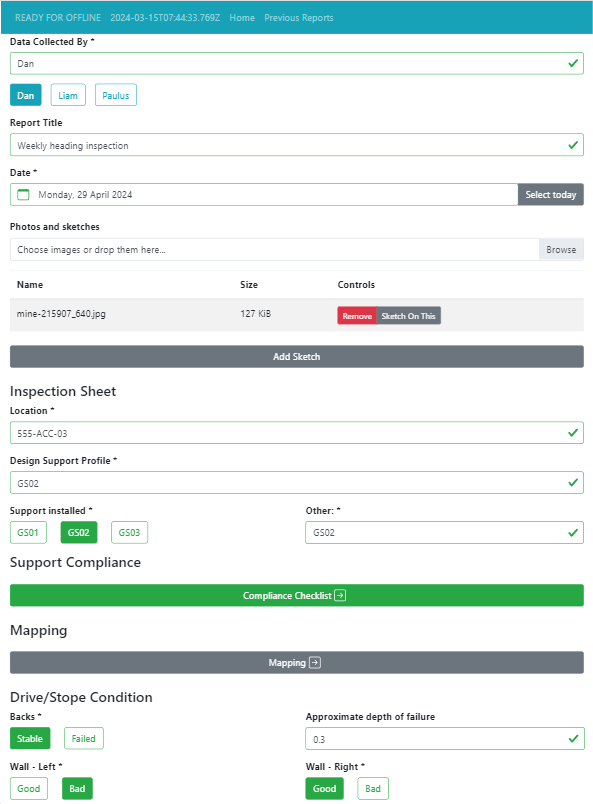 READY FOR OFFLINE 2024-03-15T07:44:33.769Z Home Previous Reports
Data Collected By *
Dan
Dan Liam Paulus
Report Title
Weekly heading inspection
Date *
Monday, 29 April 2024 Select today
Photos and sketches
Choose images or drop them here... Browse
Name Size Controls
mine-215907_640.jpg 127 KiB Remove Sketch On This
Add Sketch
Inspection Sheet
Location *
555-ACC-03
Design Support Profile *
GS02
Support installed * Other: *
GS01 GS02 GS03 GS02
Support Compliance
Compliance Checklist
Mapping
Mapping
Drive/Stope Condition
Backs * Approximate depth of failure
Stable Failed 0.3
Wall - Left * Wall - Right *
Good Bad Good Bad